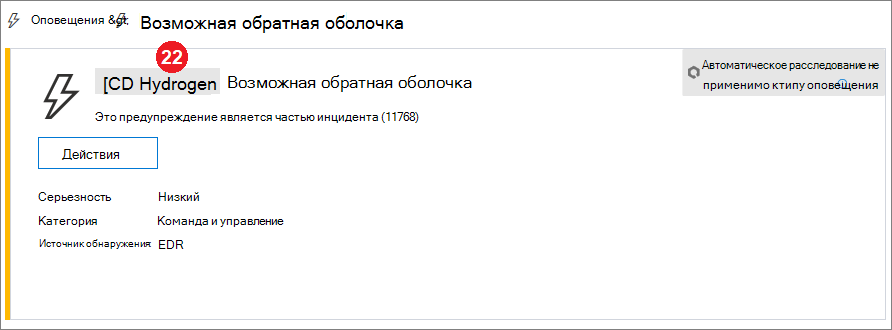 Оповещения &gt; Возможная обратная оболочка
22
[CD Hydrogen Возможная обратная оболочка
Автоматическое расследование не
применимо ктипу оповещения
Это предупреждение является частью инцидента (11768)
Действия
Серьезность Низкий
Категория Команда и управление
Источник обнаружения: EDR